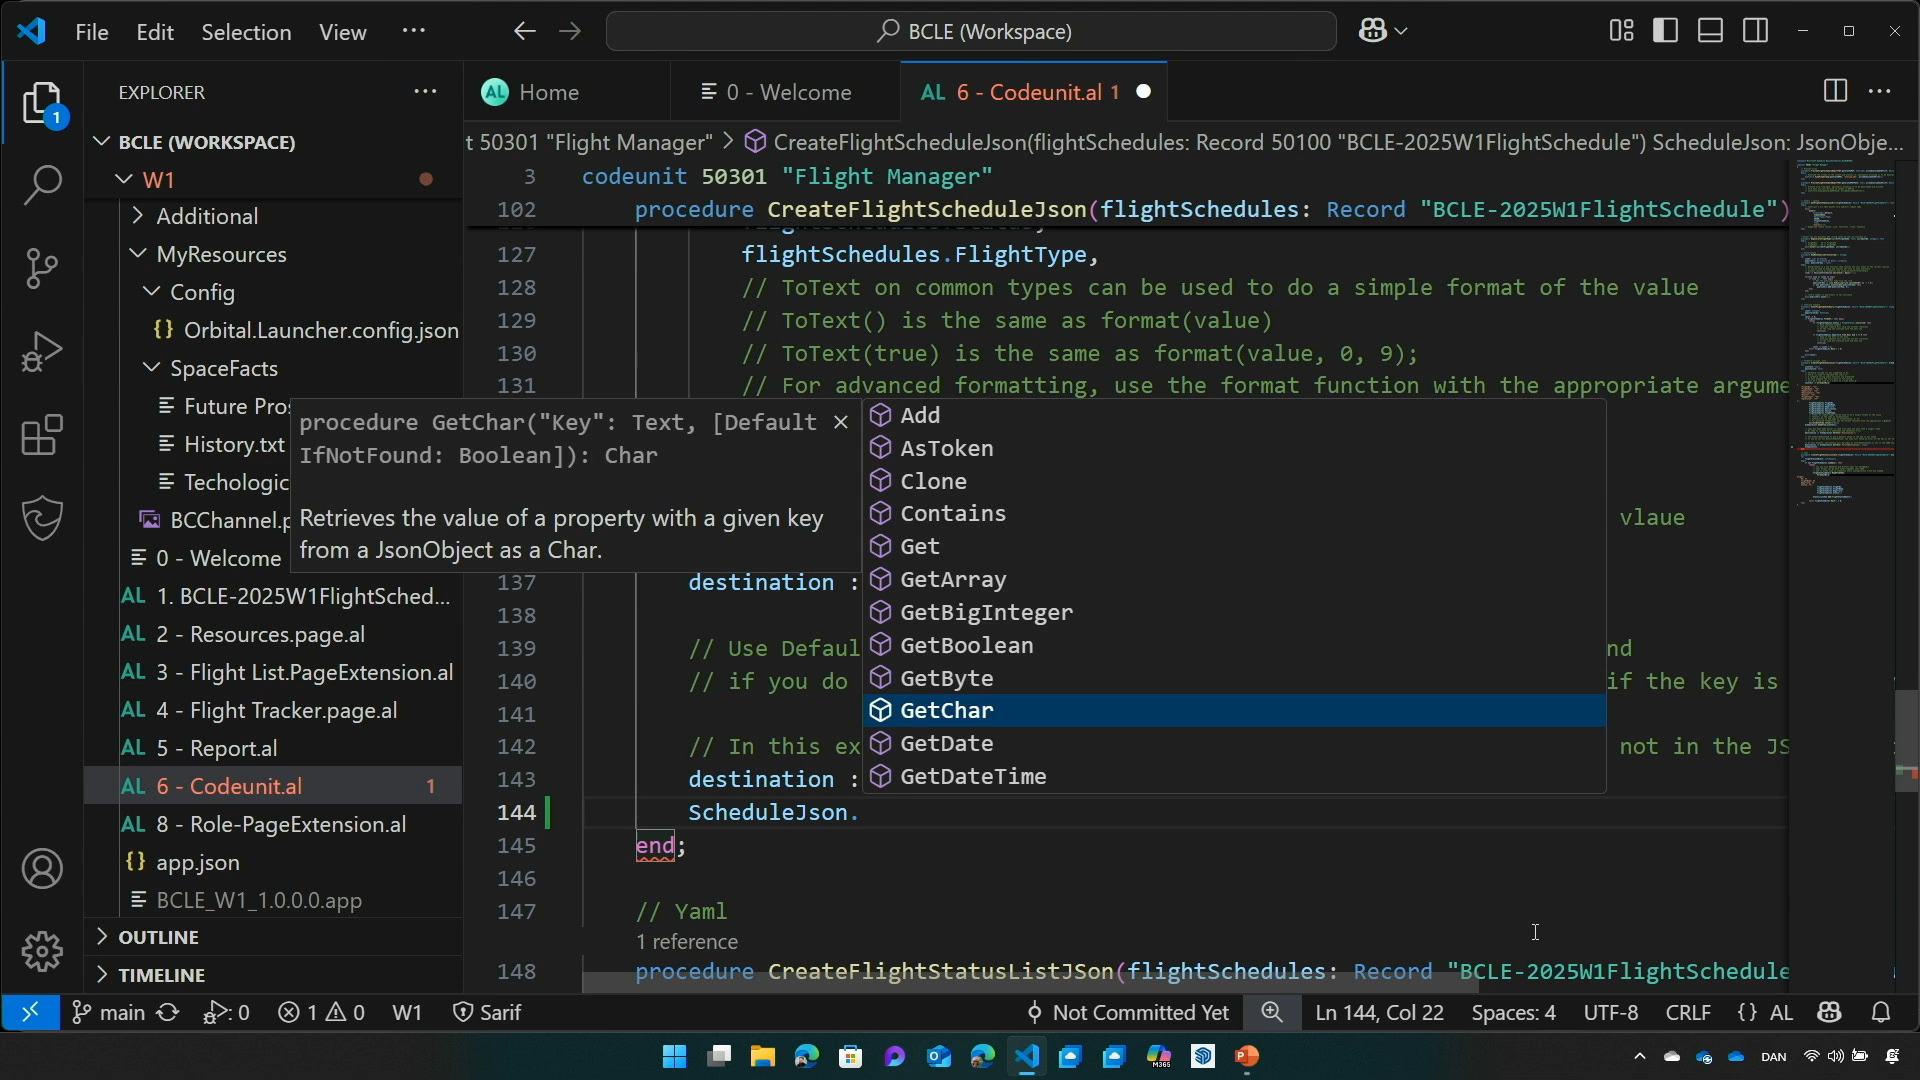 File Edit Selection View ...
BCLE (Workspace)
EXPLORER
BCLE (WORKSPACE)
W1
Additional
MyResources
Config
{} Orbital.Launcher.config.json
SpaceFacts
Future Pros
History.txt
Techologic
BCChannel.p
0 - Welcome
AL 1. BCLE-2025W1FlightSched...
AL 2 - Resources.page.al
AL 3 - Flight List.PageExtension.al
AL 4 - Flight Tracker.page.al
AL 5 - Report.al
AL 6 - Codeunit.al 1
AL 8 - Role-PageExtension.al
{} app.json
BCLE_W1_1.0.0.0.app
OUTLINE
TIMELINE
1
AL Home
0 - Welcome
AL 6 - Codeunit.al 1
t 50301 "Flight Manager" > CreateFlightScheduleJson(flightSchedules: Record 50100 "BCLE-2025W1FlightSchedule") ScheduleJson: JsonObje...
3 codeunit 50301 "Flight Manager"
102 procedure CreateFlightScheduleJson(flightSchedules: Record "BCLE-2025W1FlightSchedule")
127 flightSchedules.FlightType,
128 // ToText on common types can be used to do a simple format of the value
129 // ToText() is the same as format(value)
130 // ToText(true) is the same as format(value, 0, 9);
131 // For advanced formatting, use the format function with the appropriate argume
procedure GetChar("Key": Text, [Default
IfNotFound: Boolean]): Char
Retrieves the value of a property with a given key
from a JsonObject as a Char.
Add
AsToken
Clone
Contains
Get
GetArray
GetBigInteger
GetBoolean
GetByte
GetChar
GetDate
GetDateTime
vlaue
137 destination :
138
139 // Use Defaul nd
140 // if you do if the key is
141
142 // In this ex not in the JS
143 destination :
144 ScheduleJson.
145 end;
146
147 // Yaml
1 reference
148 procedure CreateFlightStatusListJSon(flightSchedules: Record "BCLE-2025W1FlightSchedule
main 0 1 0 W1 Sarif Not Committed Yet Ln 144, Col 22 Spaces: 4 UTF-8 CRLF {} AL
M365
DAN